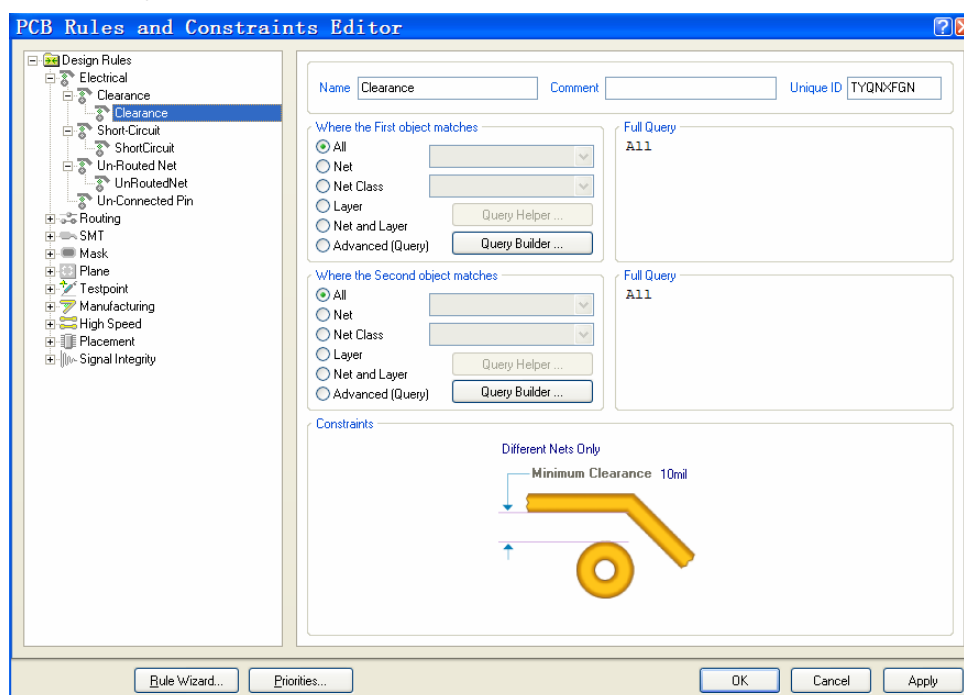 PCB Rules and Constraints Editor
Design Rules
Electrical
Clearance
Clearance
Short-Circuit
ShortCircuit
Un-Routed Net
UnRoutedNet
Un-Connected Pin
Routing
SMT
Mask
Plane
Testpoint
Manufacturing
High Speed
Placement
Signal Integrity
Name Clearance Comment Unique ID TYQNXFGN
Where the First object matches
All
Net
Net Class
Layer
Net and Layer
Advanced (Query)
Query Helper ...
Query Builder ...
Full Query
All
Where the Second object matches
All
Net
Net Class
Layer
Net and Layer
Advanced (Query)
Query Helper ...
Query Builder ...
Full Query
All
Constraints
Different Nets Only
Minimum Clearance 10mil
Rule Wizard... Priorities... OK Cancel Apply